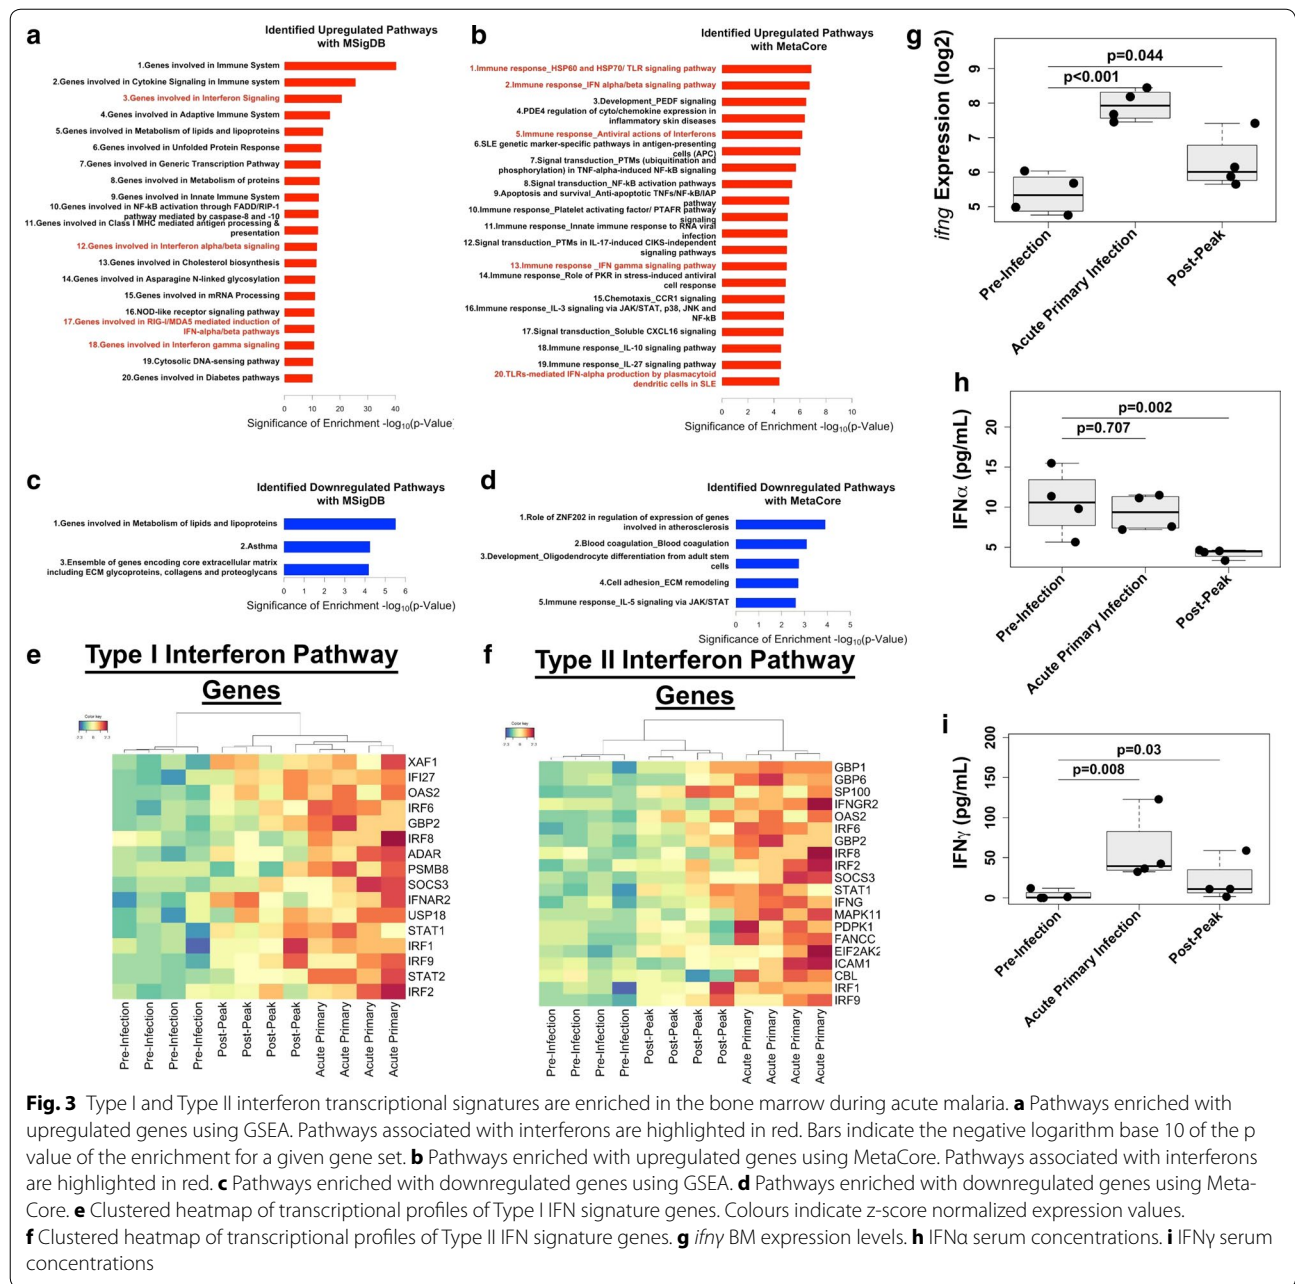 a
Identified Upregulated Pathways
with MSigDB
1.Genes involved in Immune System
2.Genes involved in Cytokine Signaling in Immune system
3.Genes involved in Interferon Signaling
4.Genes involved in Adaptive Immune System
5.Genes involved in Metabolism of lipids and lipoproteins
6.Genes involved in Unfolded Protein Response
7.Genes involved in Generic Transcription Pathway
8.Genes involved in Metabolism of proteins
9.Genes involved in Innate Immune System
10.Genes involved in NF-kB activation through FADD/RIP-1
pathway mediated by caspase-8 and -10
11.Genes involved in Class I MHC mediated antigen processing &
presentation
12.Genes involved in Interferon alpha/beta signaling
13.Genes involved in Cholesterol biosynthesis
14.Genes involved in Asparagine N-linked glycosylation
15.Genes involved in mRNA Processing
16.NOD-like receptor signaling pathway
17.Genes involved in RIG-I/MDA5 mediated induction of
IFN-alpha/beta pathways
18.Genes involved in Interferon gamma signaling
19.Cytosolic DNA-sensing pathway
20.Genes involved in Diabetes pathways
0 10 20 30 40
Significance of Enrichment -log10(p-Value)
b
Identified Upregulated Pathways
with MetaCore
1.Immune response_HSP60 and HSP70/ TLR signaling pathway
2.Immune response_IFN alpha/beta signaling pathway
3.Development_PEDF signaling
4.PDE4 regulation of cyto/chemokine expression in
inflammatory skin diseases
5.Immune response_Antiviral actions of Interferons
6.SLE genetic marker-specific pathways in antigen-presenting
cells (APC)
7.Signal transduction_PTMs (ubiquitination and
phosphorylation) in TNF-alpha-induced NF-kB signaling
8.Signal transduction_NF-kB activation pathways
9.Apoptosis and survival_Anti-apoptotic TNFs/NF-kB/IAP
pathway
10.Immune response_Platelet activating factor/ PTAFR pathway
signaling
11.Immune response_Innate immune response to RNA viral
infection
12.Signal transduction_PTMs in IL-17-induced CIKS-independent
signaling pathways
13.Immune response _IFN gamma signaling pathway
14.Immune response_Role of PKR in stress-induced antiviral
cell response
15.Chemotaxis_CCR1 signaling
16.Immune response_IL-3 signaling via JAK/STAT, p38, JNK and
NF-kB
17.Signal transduction_Soluble CXCL16 signaling
18.Immune response_IL-10 signaling pathway
19.Immune response_IL-27 signaling pathway
20.TLRs-mediated IFN-alpha production by plasmacytoid
dendritic cells in SLE
0 2 4 6 8 10
Significance of Enrichment -log10(p-Value)
c
Identified Downregulated Pathways
with MSigDB
1.Genes involved in Metabolism of lipids and lipoproteins
2.Asthma
3.Ensemble of genes encoding core extracellular matrix
including ECM glycoproteins, collagens and proteoglycans
0 1 2 3 4 5 6
Significance of Enrichment -log10(p-Value)
d
Identified Downregulated Pathways
with MetaCore
1.Role of ZNF202 in regulation of expression of genes
involved in atherosclerosis
2.Blood coagulation_Blood coagulation
3.Development_Oligodendrocyte differentiation from adult stem
cells
4.Cell adhesion_ECM remodeling
5.Immune response_IL-5 signaling via JAK/STAT
0 1 2 3 4 5
Significance of Enrichment -log10(p-Value)
e
Type I Interferon Pathway
Genes
Color key
XAF1
IFI27
OAS2
IRF6
GBP2
IRF8
ADAR
PSMB8
SOCS3
IFNAR2
USP18
STAT1
IRF1
IRF9
STAT2
IRF2
Pre-Infection
Pre-Infection
Pre-Infection
Pre-Infection
Post-Peak
Post-Peak
Post-Peak
Post-Peak
Acute Primary
Acute Primary
Acute Primary
Acute Primary
f
Type II Interferon Pathway
Genes
Color key
GBP1
GBP6
SP100
IFNGR2
OAS2
IRF6
GBP2
IRF8
IRF2
SOCS3
STAT1
IFNG
MAPK11
PDPK1
FANCC
EIF2AK2
ICAM1
CBL
IRF1
IRF9
Pre-Infection
Pre-Infection
Pre-Infection
Pre-Infection
Post-Peak
Post-Peak
Post-Peak
Post-Peak
Acute Primary
Acute Primary
Acute Primary
Acute Primary
g
ifng Expression (log2)
9
8
7
6
5
p=0.044
p<0.001
Pre-Infection
Acute Primary Infection
Post-Peak
h
IFNα (pg/mL)
20
15
10
5
p=0.002
p=0.707
Pre-Infection
Acute Primary Infection
Post-Peak
i
IFNγ (pg/mL)
200
150
100
50
0
p=0.03
p=0.008
Pre-Infection
Acute Primary Infection
Post-Peak
Fig. 3 Type I and Type II interferon transcriptional signatures are enriched in the bone marrow during acute malaria. a Pathways enriched with
upregulated genes using GSEA. Pathways associated with interferons are highlighted in red. Bars indicate the negative logarithm base 10 of the p
value of the enrichment for a given gene set. b Pathways enriched with upregulated genes using MetaCore. Pathways associated with interferons
are highlighted in red. c Pathways enriched with downregulated genes using GSEA. d Pathways enriched with downregulated genes using Meta-
Core. e Clustered heatmap of transcriptional profiles of Type I IFN signature genes. Colours indicate z-score normalized expression values.
f Clustered heatmap of transcriptional profiles of Type II IFN signature genes. g ifnγ BM expression levels. h IFNα serum concentrations. i IFNγ serum
concentrations